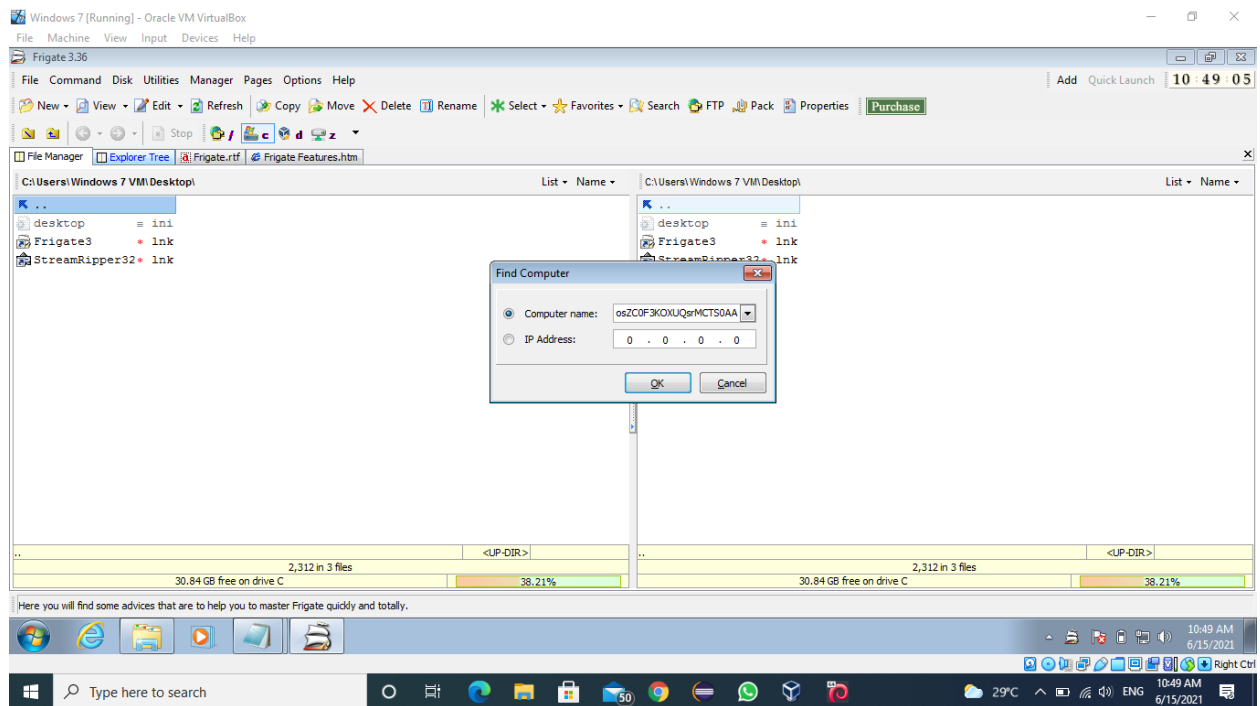 Windows 7 [Running] - Oracle VM VirtualBox
File Machine View Input Devices Help
Frigate 3.36
File Command Disk Utilities Manager Pages Options Help Add Quick Launch 10:49:05
New View Edit Refresh Copy Move Delete Rename Select Favorites Search FTP Pack Properties Purchase
Stop / c d z
File Manager Explorer Tree Frigate.rtf Frigate Features.htm
C:\Users\Windows 7 VM\Desktop\ List Name C:\Users\Windows 7 VM\Desktop\ List Name
.. ..
desktop ini desktop ini
Frigate3 * lnk Frigate3 * lnk
StreamRipper32* lnk StreamRipper32* lnk
Find Computer
Computer name: osZC0F3KOXUQsrMCTS0AA
IP Address: 0 . 0 . 0 . 0
OK Cancel
.. <UP-DIR> .. <UP-DIR>
2,312 in 3 files 2,312 in 3 files
30.84 GB free on drive C 38.21% 30.84 GB free on drive C 38.21%
Here you will find some advices that are to help you to master Frigate quickly and totally.
10:49 AM
6/15/2021
Right Ctrl
Type here to search 50 29°C ENG 10:49 AM
6/15/2021